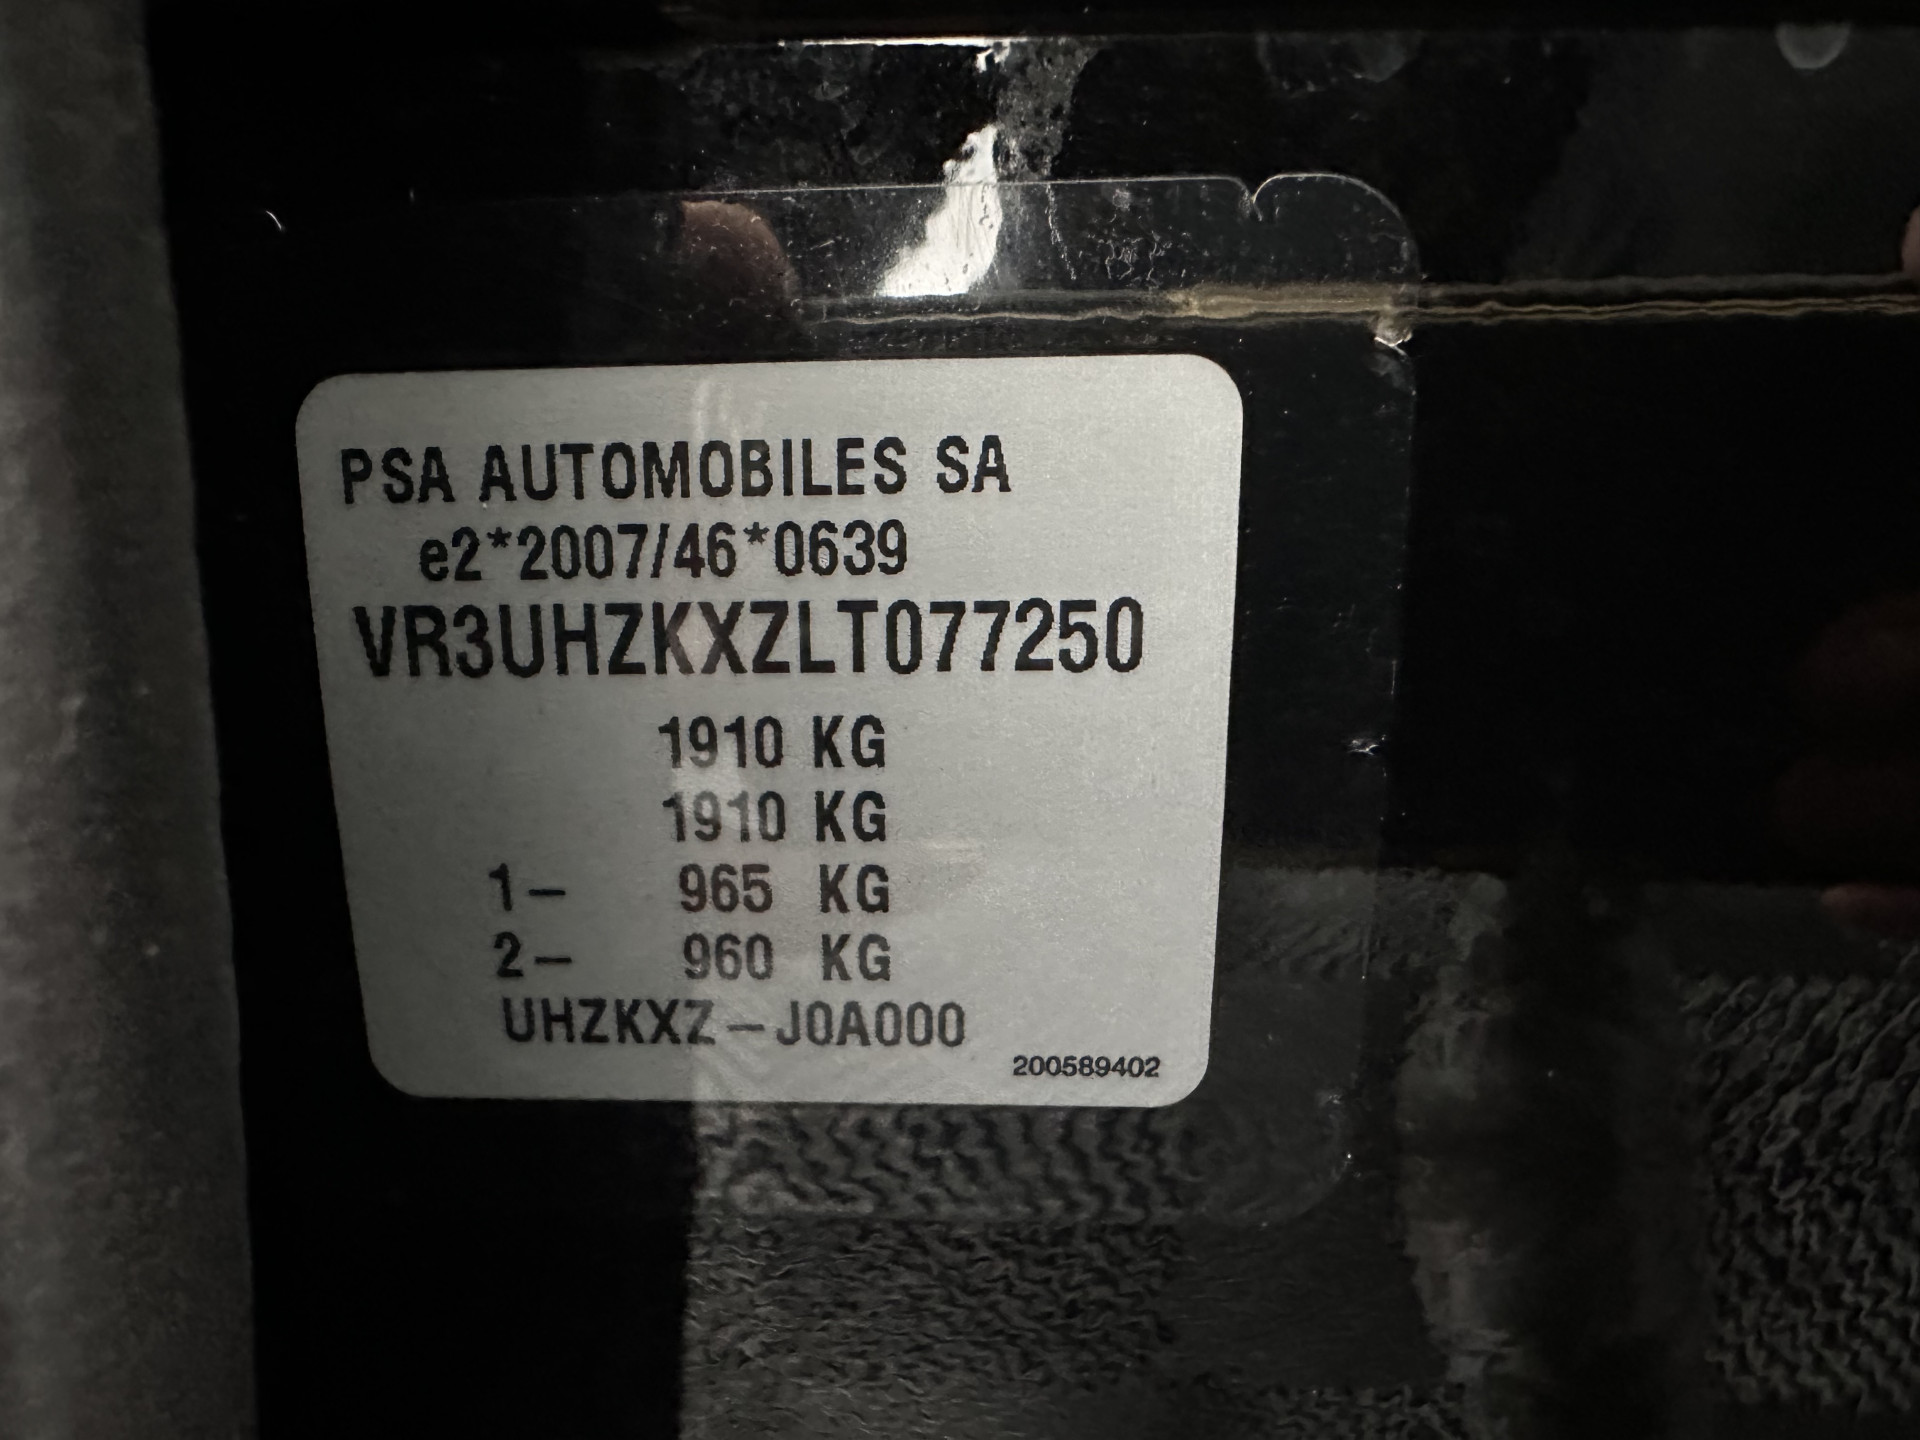 PSA AUTOMOBILES SA
e2*2007/46*0639
VR3UHZKXZLT077250
1910 KG
1910 KG
1– 965 KG
2– 960 KG
UHZKXZ–J0A000
200589402